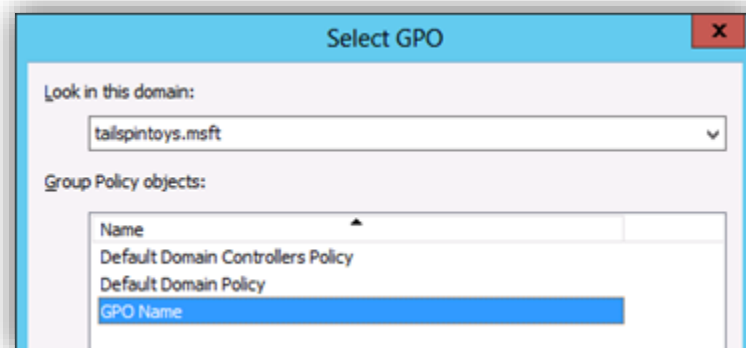 Select GPO
x
Look in this domain:
tailspintoys.msft
Group Policy objects:
Name
Default Domain Controllers Policy
Default Domain Policy
GPO Name